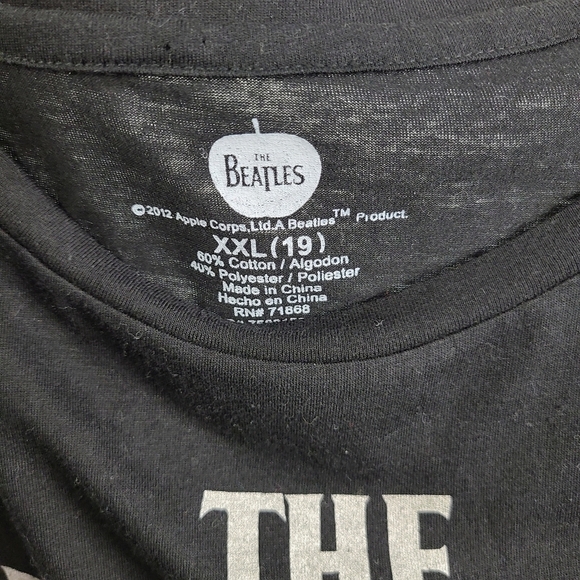 THE
BEATLES
©2012 Apple Corps,Ltd.A Beatles™ Product.
XXL(19)
60% Cotton / Algodon
40% Polyester / Poliester
Made in China
Hecho en China
RN# 71868
THE